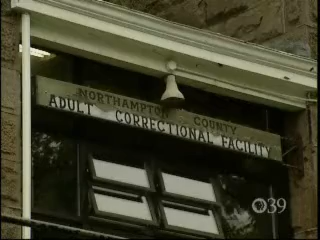 NORTHAMPTON COUNTY
ADULT CORRECTIONAL FACILITY
39